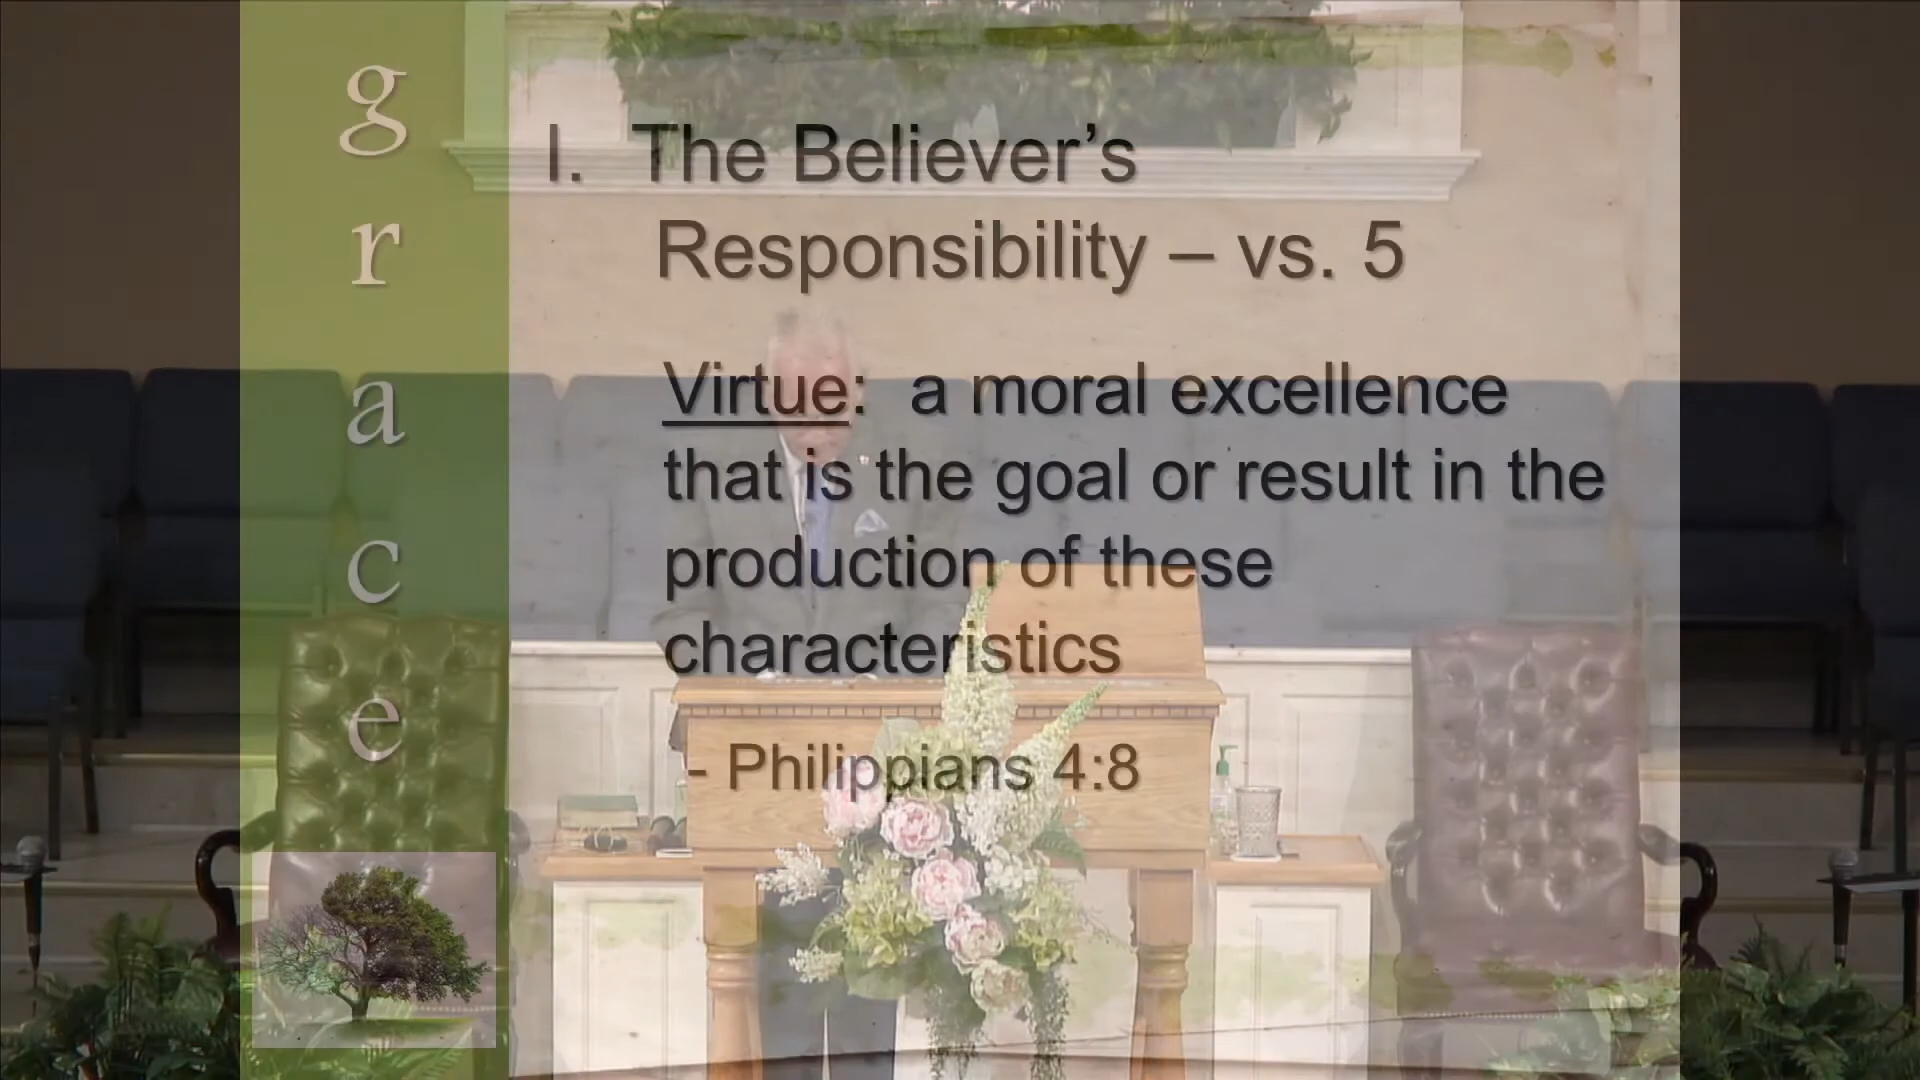 grace
I. The Believer’s
Responsibility – vs. 5
Virtue: a moral excellence
that is the goal or result in the
production of these
characteristics
- Philippians 4:8